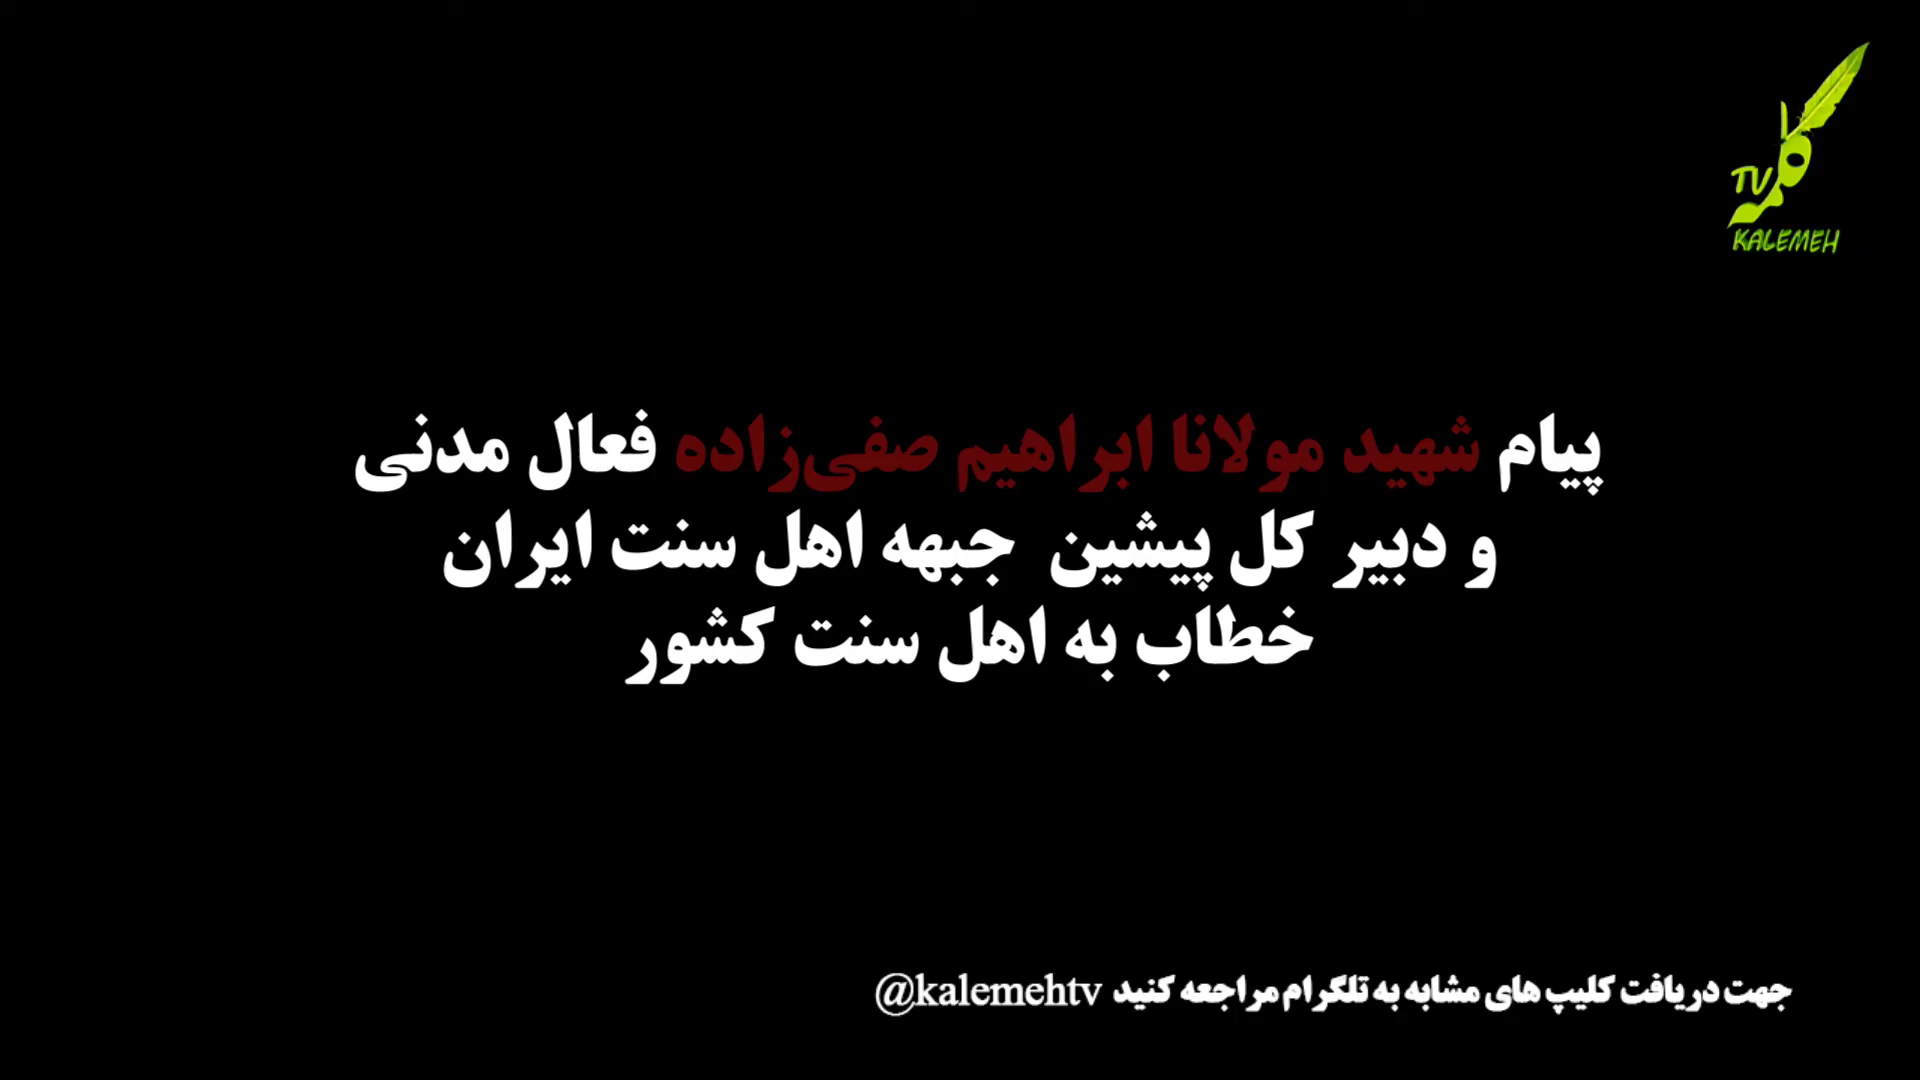 TV
کلمه
KALEMEH
پیام شهید مولانا ابراهیم صفی‌زاده فعال مدنی
و دبیر کل پیشین جبهه اهل سنت ایران
خطاب به اهل سنت کشور
جهت دریافت کلیپ های مشابه به تلگرام مراجعه کنید @kalemehtv